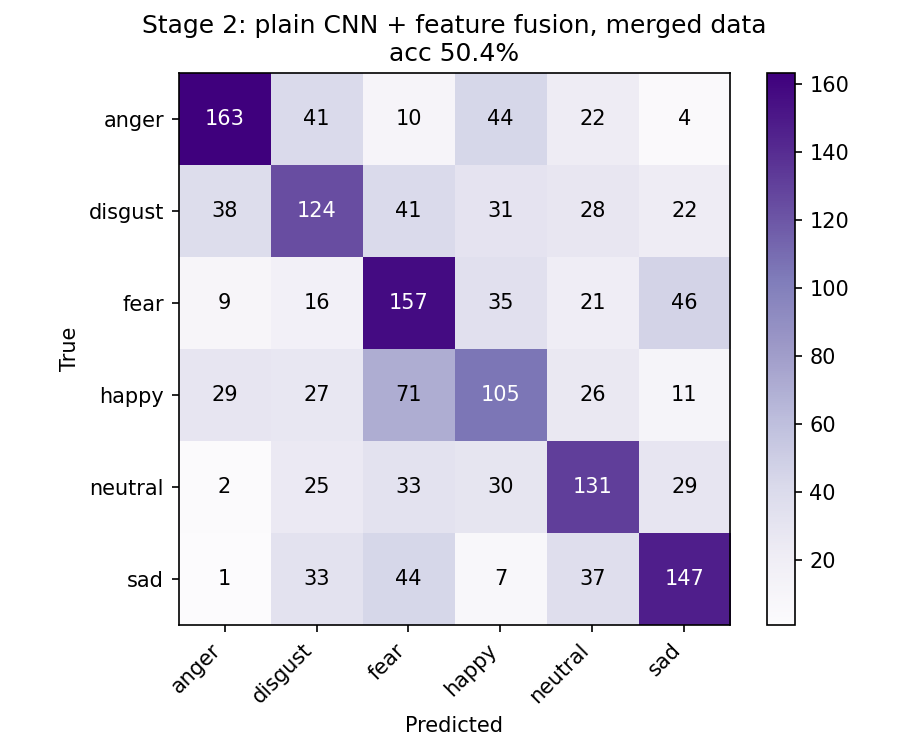 Stage 2: plain CNN + feature fusion, merged data
acc 50.4%
True
anger 163 41 10 44 22 4
disgust 38 124 41 31 28 22
fear 9 16 157 35 21 46
happy 29 27 71 105 26 11
neutral 2 25 33 30 131 29
sad 1 33 44 7 37 147
anger disgust fear happy neutral sad
Predicted
160
140
120
100
80
60
40
20